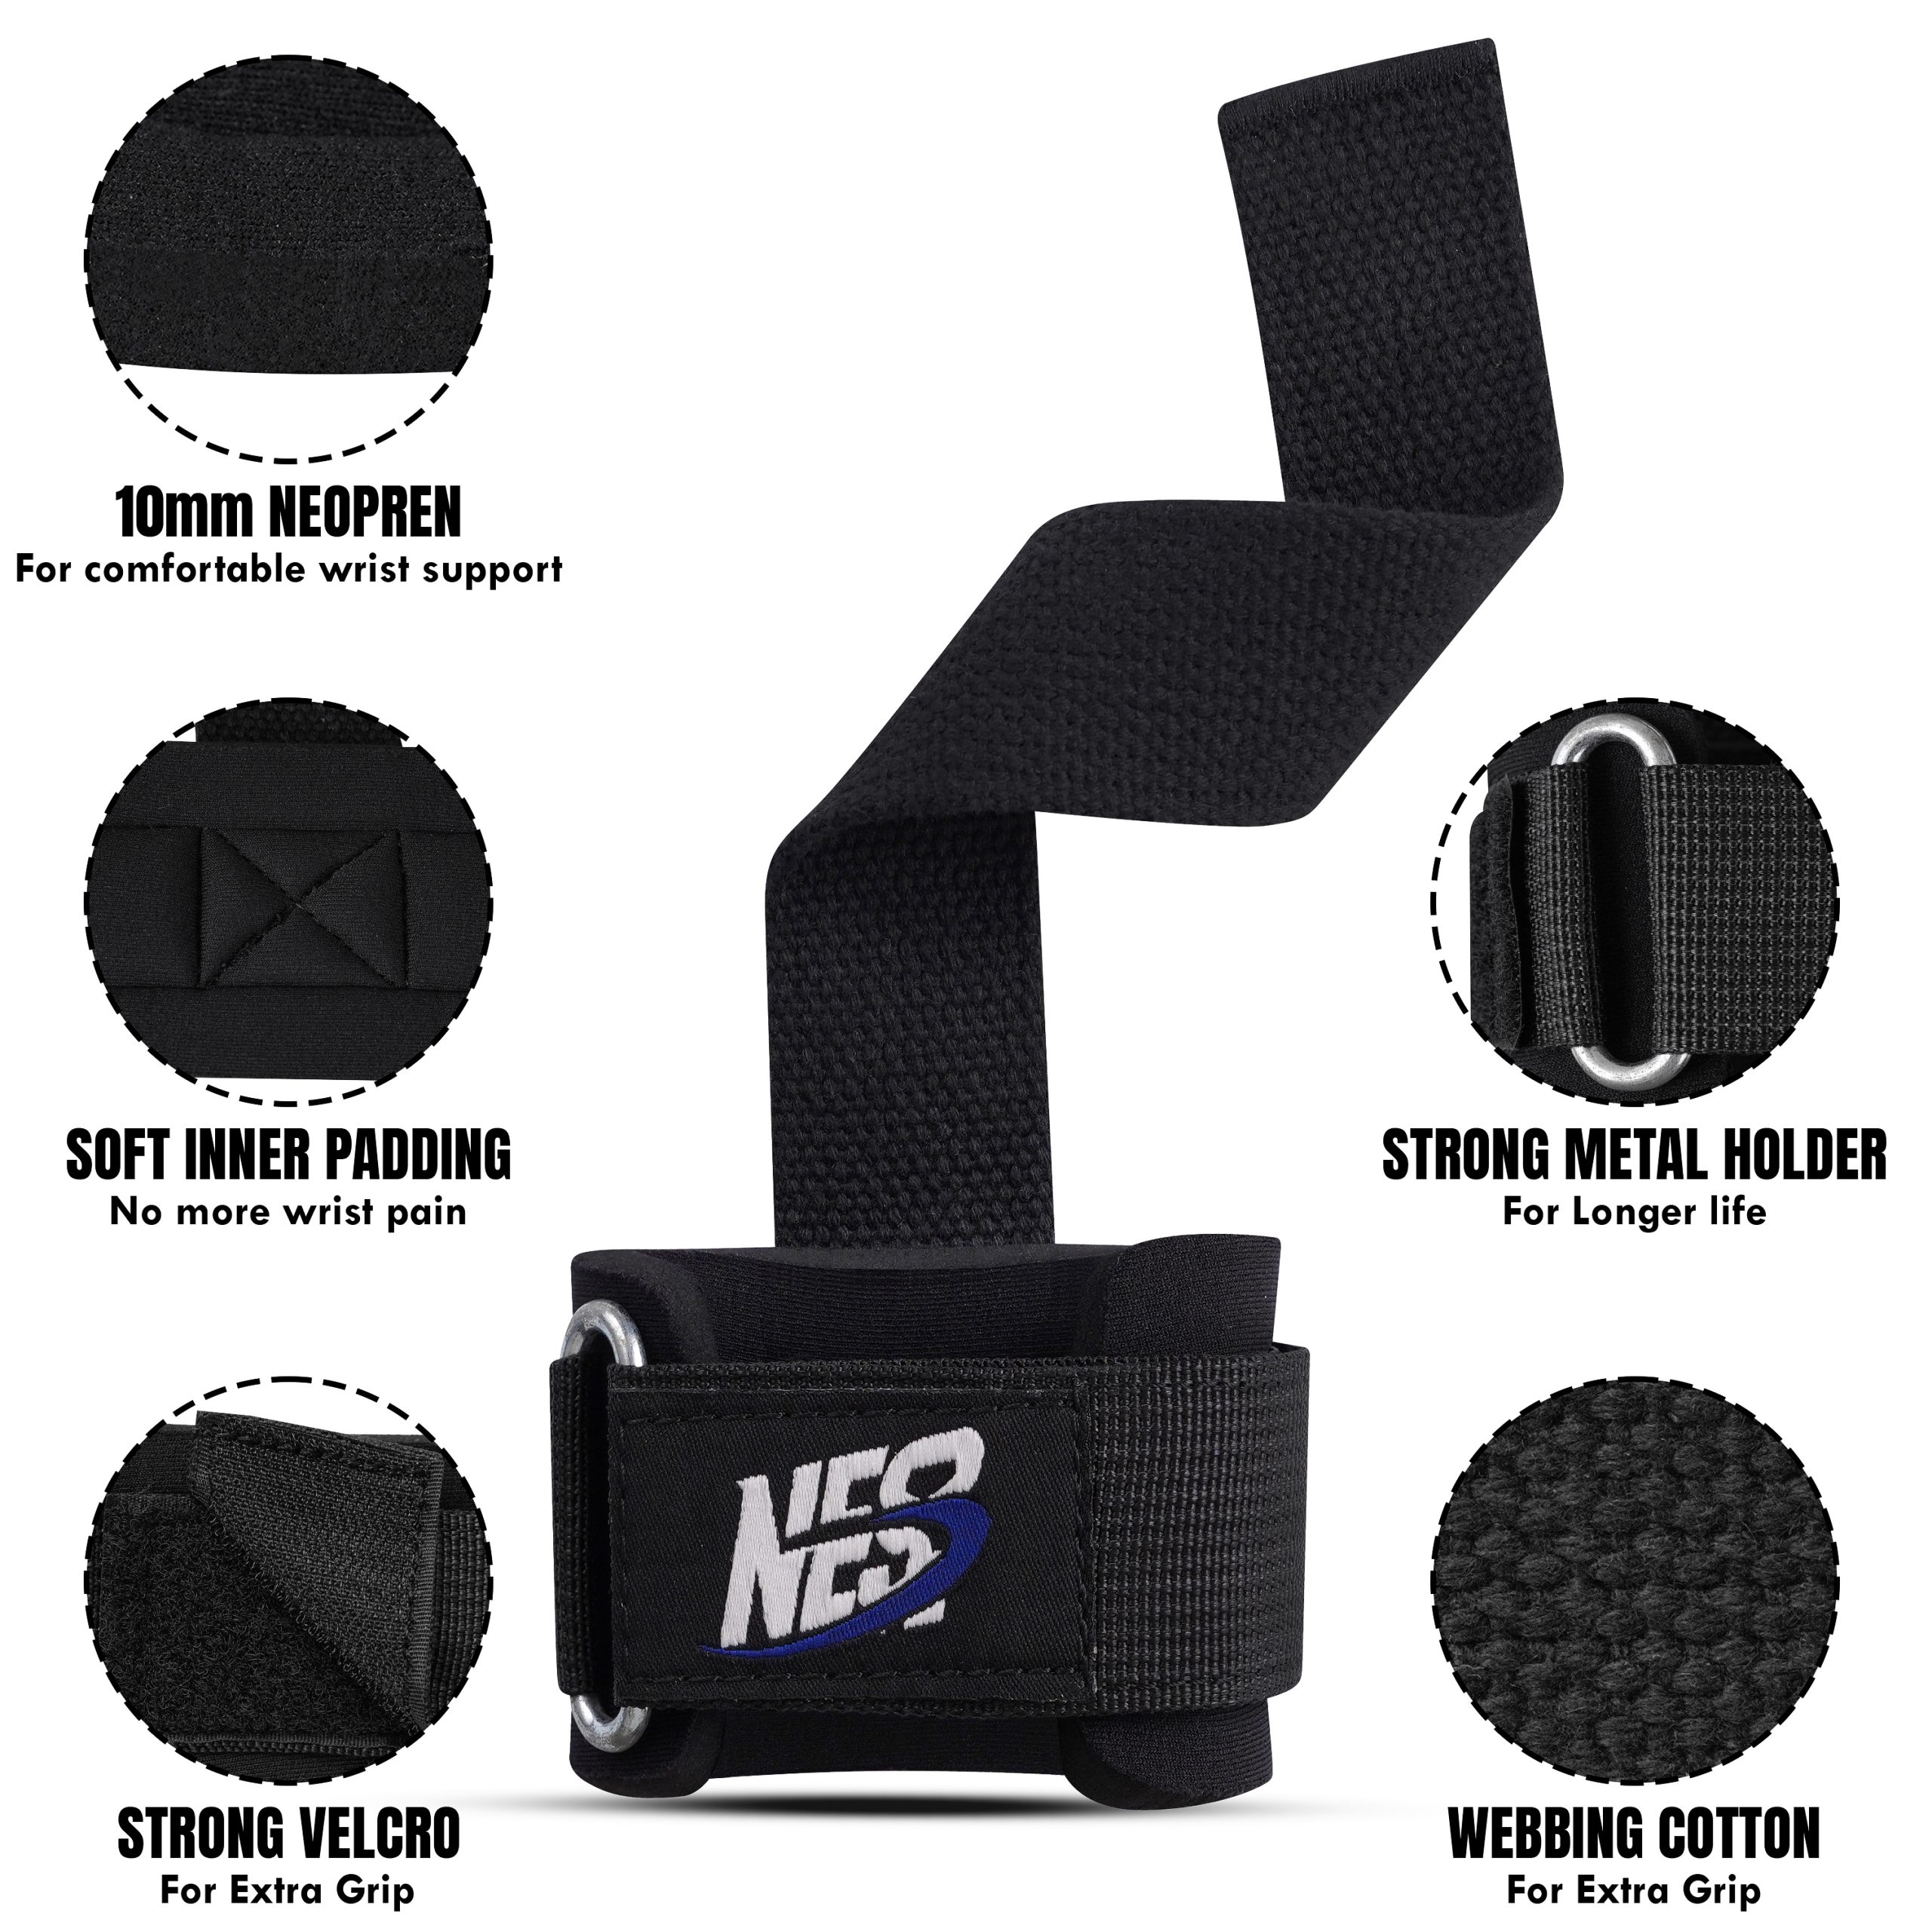 10mm NEOPREN
For comfortable wrist support
SOFT INNER PADDING
No more wrist pain
STRONG METAL HOLDER
For Longer life
NEO
STRONG VELCRO
For Extra Grip
WEBBING COTTON
For Extra Grip